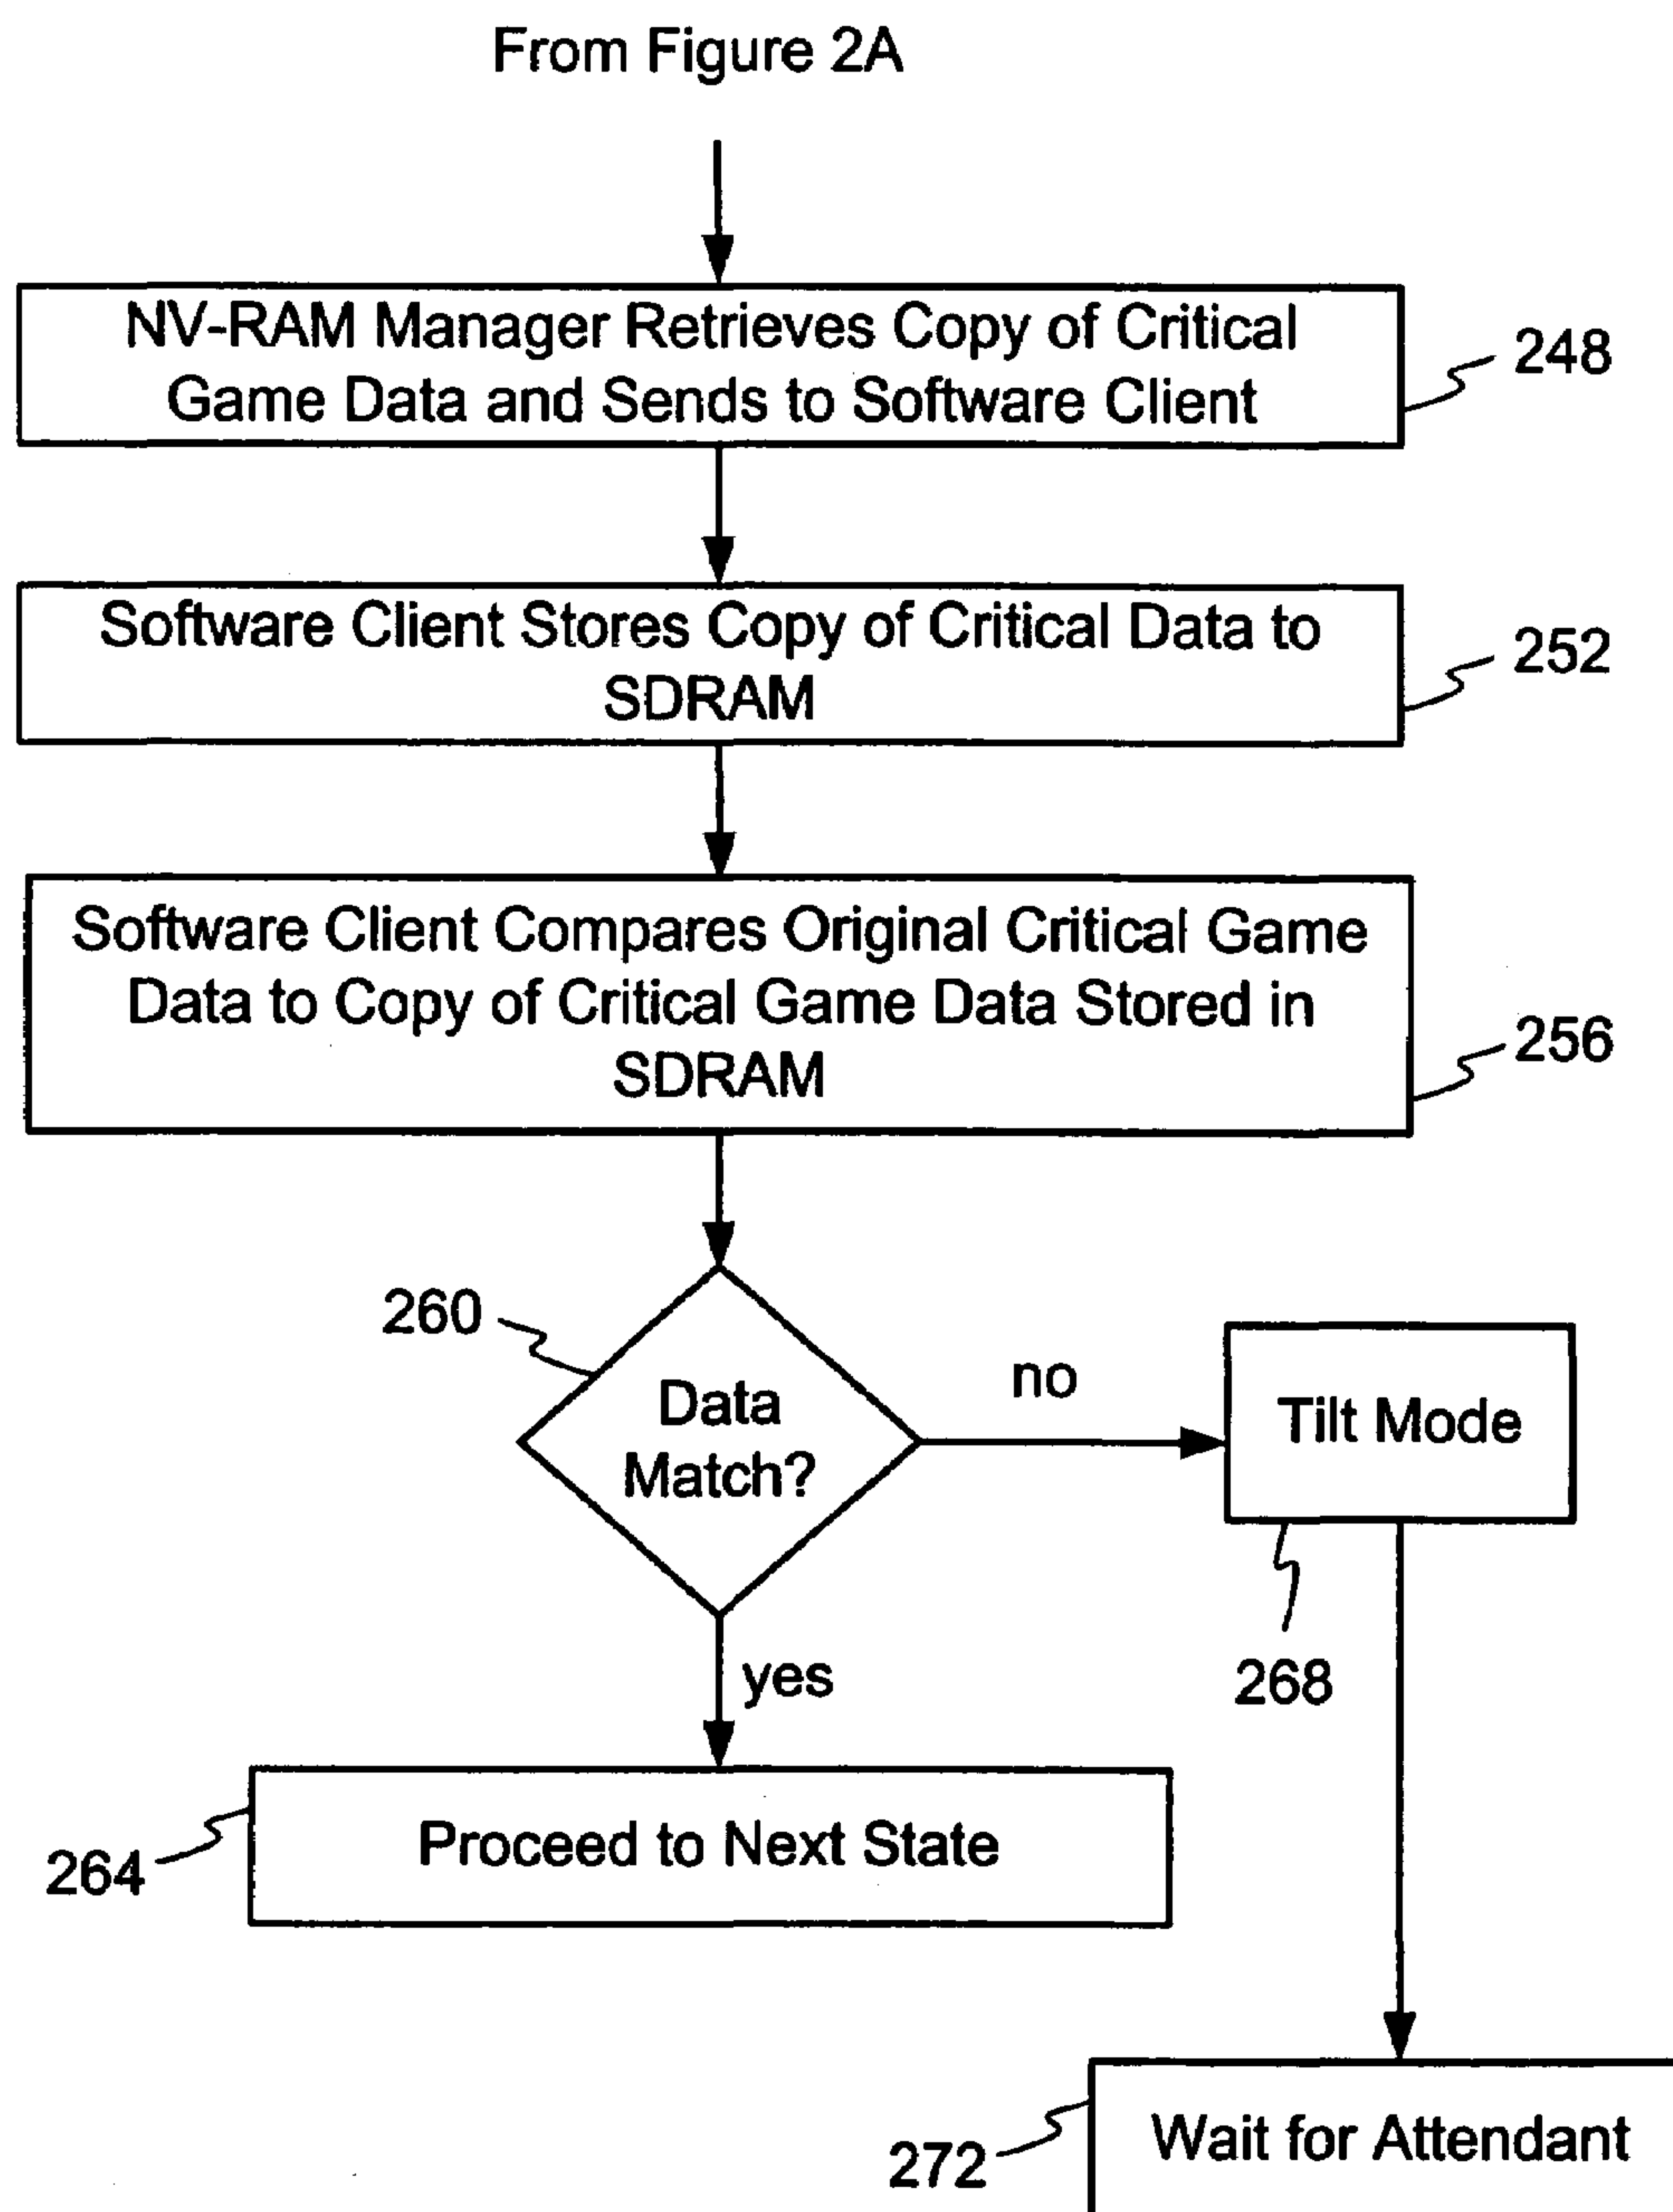 From Figure 2A
NV-RAM Manager Retrieves Copy of Critical
Game Data and Sends to Software Client
248
Software Client Stores Copy of Critical Data to
SDRAM
252
Software Client Compares Original Critical Game
Data to Copy of Critical Game Data Stored in
SDRAM
256
260
Data
Match?
no
Tilt Mode
268
yes
264
Proceed to Next State
272
Wait for Attendant